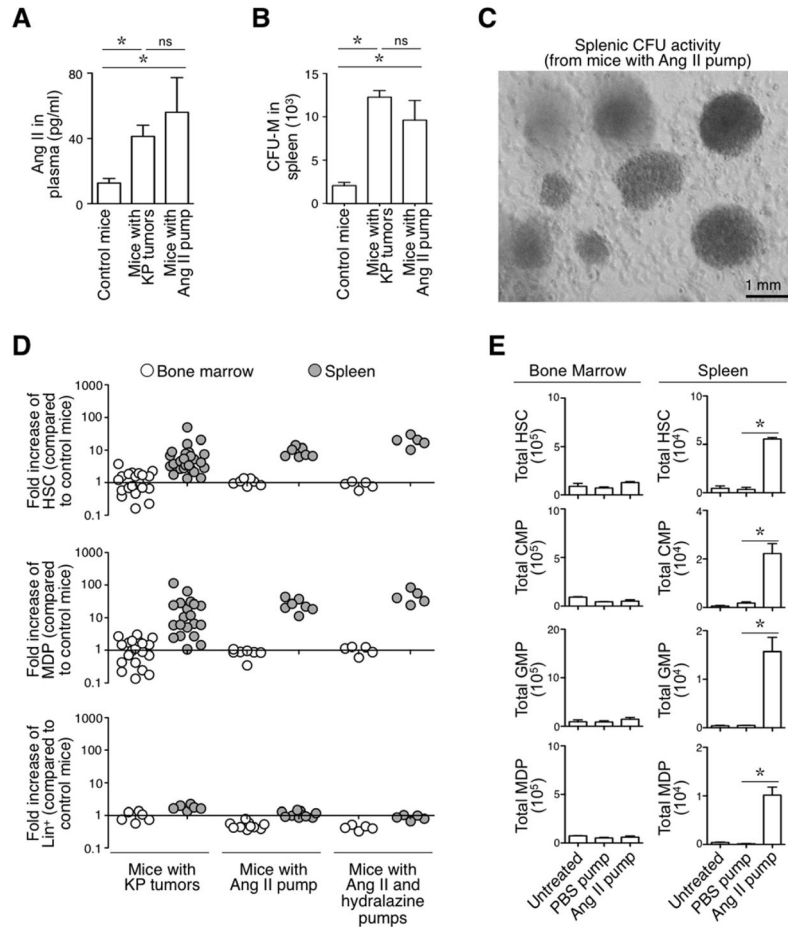 A
* ns
*
Ang II in
plasma (pg/ml)
80
40
0
Control mice
Mice with
KP tumors
Mice with
Ang II pump
B
* ns
*
CFU-M in
spleen (10³)
15
10
5
0
Control mice
Mice with
KP tumors
Mice with
Ang II pump
C
Splenic CFU activity
(from mice with Ang II pump)
1 mm
D
Bone marrow Spleen
Fold increase of
HSC (compared
to control mice)
1000
100
10
1
0.1
Fold increase of
MDP (compared
to control mice)
1000
100
10
1
0.1
Fold increase of
Lin⁺ (compared to
control mice)
1000
100
10
1
0.1
Mice with
KP tumors
Mice with
Ang II pump
Mice with
Ang II and
hydralazine
pumps
E
Bone Marrow Spleen
Total HSC
(10⁵)
10
5
0
Total HSC
(10⁴)
10
5
0
*
Total CMP
(10⁵)
10
5
0
Total CMP
(10⁴)
4
2
0
*
Total GMP
(10⁵)
20
10
0
Total GMP
(10⁴)
2
1
0
*
Total MDP
(10⁵)
10
5
0
Total MDP
(10⁴)
2
1
0
*
Untreated
PBS pump
Ang II pump
Untreated
PBS pump
Ang II pump